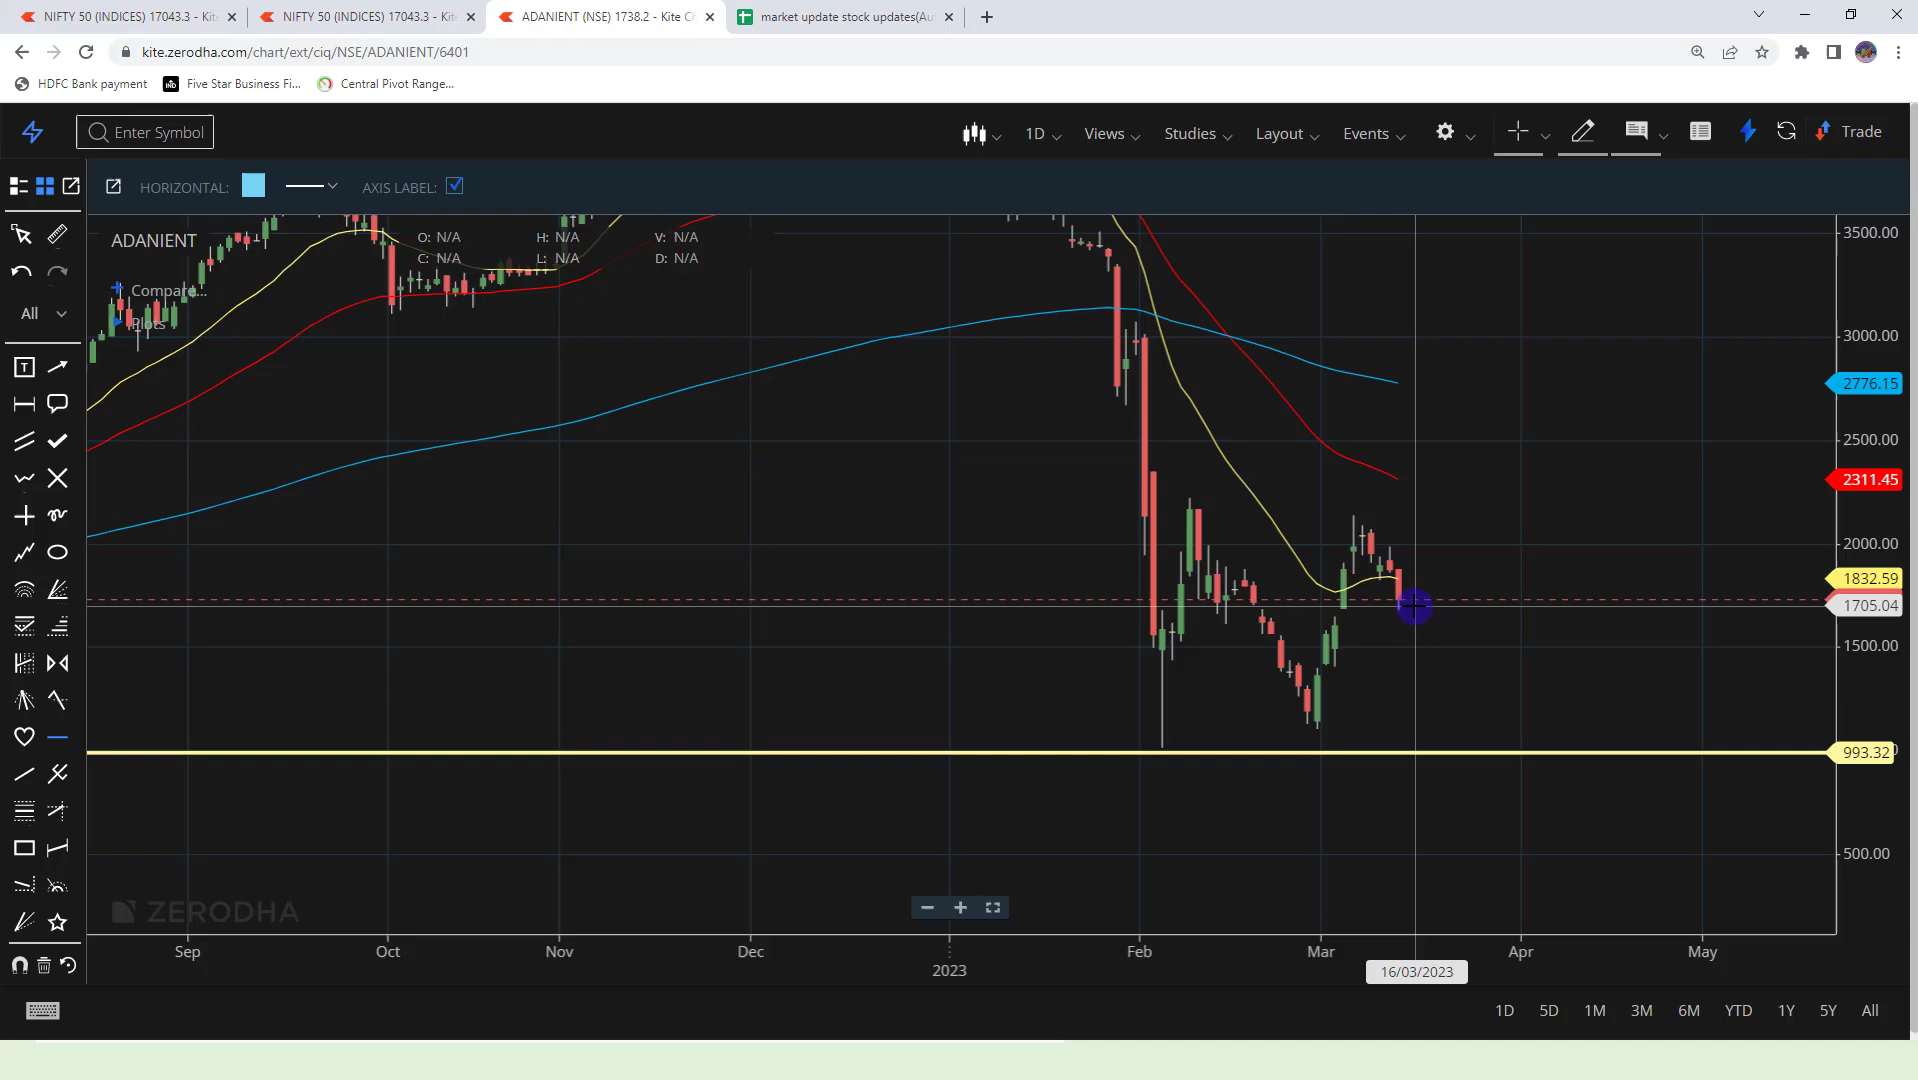 NIFTY 50 (INDICES) 17043.3 - Kite
NIFTY 50 (INDICES) 17043.3 - Kite
ADANIENT (NSE) 1738.2 - Kite Ch
market update stock updates(Au
kite.zerodha.com/chart/ext/ciq/NSE/ADANIENT/6401
HDFC Bank payment
Five Star Business Fi...
Central Pivot Range...
Enter Symbol
1D
Views
Studies
Layout
Events
Trade
HORIZONTAL:
AXIS LABEL:
ADANIENT
O: N/A H: N/A V: N/A
C: N/A L: N/A D: N/A
Compare...
Plots
All
T
3500.00
3000.00
2776.15
2500.00
2311.45
2000.00
1832.59
1705.04
1500.00
993.32
500.00
ZERODHA
Sep Oct Nov Dec Feb Mar Apr May
2023
16/03/2023
1D 5D 1M 3M 6M YTD 1Y 5Y All